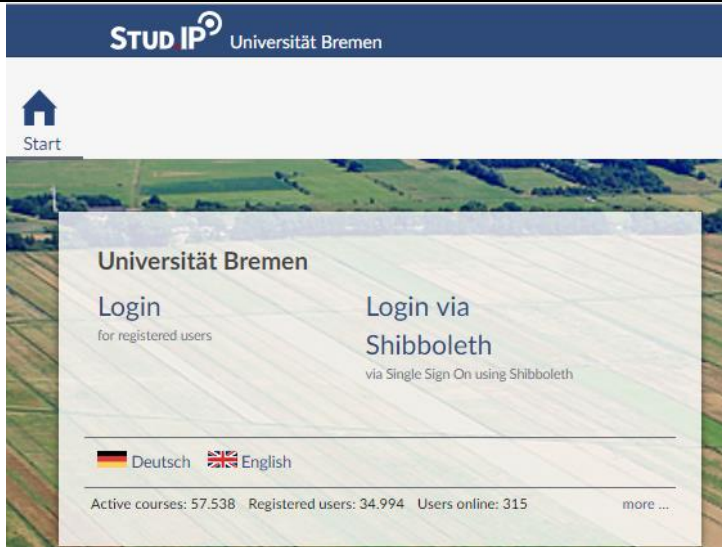 STUD.IP Universität Bremen
Start
Universität Bremen
Login
for registered users
Login via
Shibboleth
via Single Sign On using Shibboleth
Deutsch English
Active courses: 57.538 Registered users: 34.994 Users online: 315 more ...